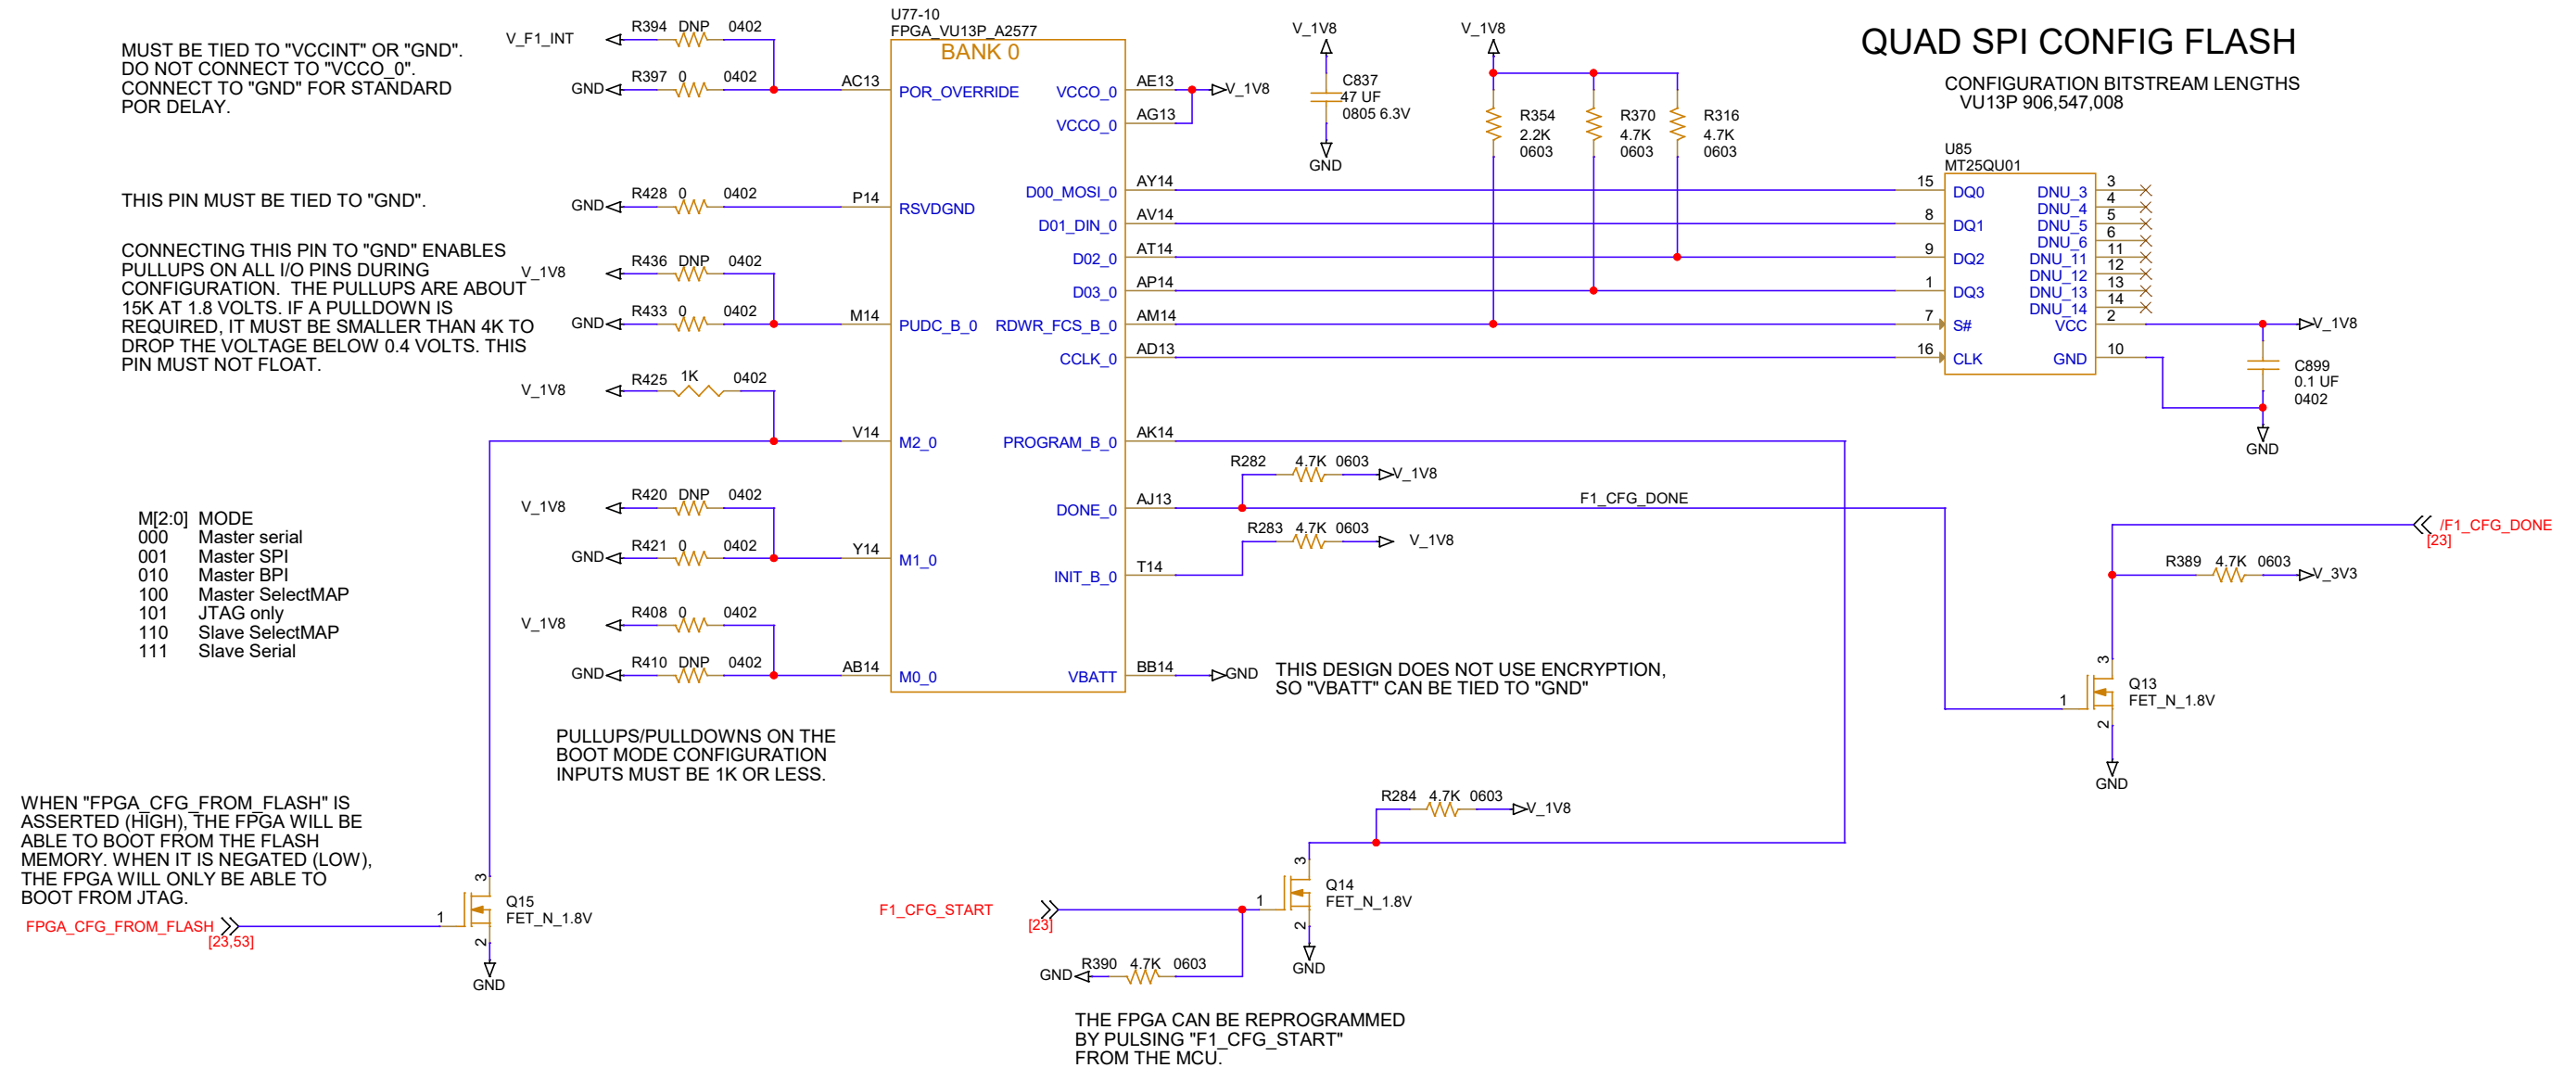 QUAD SPI CONFIG FLASH
CONFIGURATION BITSTREAM LENGTHS
VU13P 906,547,008
MUST BE TIED TO "VCCINT" OR "GND".
DO NOT CONNECT TO "VCCO_0".
CONNECT TO "GND" FOR STANDARD
POR DELAY.
THIS PIN MUST BE TIED TO "GND".
CONNECTING THIS PIN TO "GND" ENABLES
PULLUPS ON ALL I/O PINS DURING
CONFIGURATION. THE PULLUPS ARE ABOUT
15K AT 1.8 VOLTS. IF A PULLDOWN IS
REQUIRED, IT MUST BE SMALLER THAN 4K TO
DROP THE VOLTAGE BELOW 0.4 VOLTS. THIS
PIN MUST NOT FLOAT.
M[2:0] MODE
000 Master serial
001 Master SPI
010 Master BPI
100 Master SelectMAP
101 JTAG only
110 Slave SelectMAP
111 Slave Serial
V_F1_INT R394 DNP 0402
GND R397 0 0402
GND R428 0 0402
V_1V8 R436 DNP 0402
GND R433 0 0402
V_1V8 R425 1K 0402
V_1V8 R420 DNP 0402
GND R421 0 0402
V_1V8 R408 0 0402
GND R410 DNP 0402
PULLUPS/PULLDOWNS ON THE
BOOT MODE CONFIGURATION
INPUTS MUST BE 1K OR LESS.
U77-10
FPGA_VU13P_A2577
BANK 0
AC13 POR_OVERRIDE
P14 RSVDGND
M14 PUDC_B_0
V14 M2_0
Y14 M1_0
AB14 M0_0
VCCO_0 AE13 V_1V8
VCCO_0 AG13
D00_MOSI_0 AY14
D01_DIN_0 AV14
D02_0 AT14
D03_0 AP14
RDWR_FCS_B_0 AM14
CCLK_0 AD13
PROGRAM_B_0 AK14
DONE_0 AJ13
INIT_B_0 T14
VBATT BB14 GND
V_1V8
C837
47 UF
0805 6.3V
GND
V_1V8
R354
2.2K
0603
R370
4.7K
0603
R316
4.7K
0603
R282 4.7K 0603 V_1V8
F1_CFG_DONE
R283 4.7K 0603 V_1V8
THIS DESIGN DOES NOT USE ENCRYPTION,
SO "VBATT" CAN BE TIED TO "GND"
U85
MT25QU01
15 DQ0
8 DQ1
9 DQ2
1 DQ3
7 S#
16 CLK
DNU_3 3
DNU_4 4
DNU_5 5
DNU_6 6
DNU_11 11
DNU_12 12
DNU_13 13
DNU_14 14
VCC 2 V_1V8
GND 10
C899
0.1 UF
0402
GND
/F1_CFG_DONE
[23]
R389 4.7K 0603 V_3V3
3
1
2
Q13
FET_N_1.8V
GND
WHEN "FPGA_CFG_FROM_FLASH" IS
ASSERTED (HIGH), THE FPGA WILL BE
ABLE TO BOOT FROM THE FLASH
MEMORY. WHEN IT IS NEGATED (LOW),
THE FPGA WILL ONLY BE ABLE TO
BOOT FROM JTAG.
FPGA_CFG_FROM_FLASH
[23,53]
3
1
2
Q15
FET_N_1.8V
GND
R284 4.7K 0603 V_1V8
F1_CFG_START
[23]
3
1
2
Q14
FET_N_1.8V
GND
GND R390 4.7K 0603
THE FPGA CAN BE REPROGRAMMED
BY PULSING "F1_CFG_START"
FROM THE MCU.